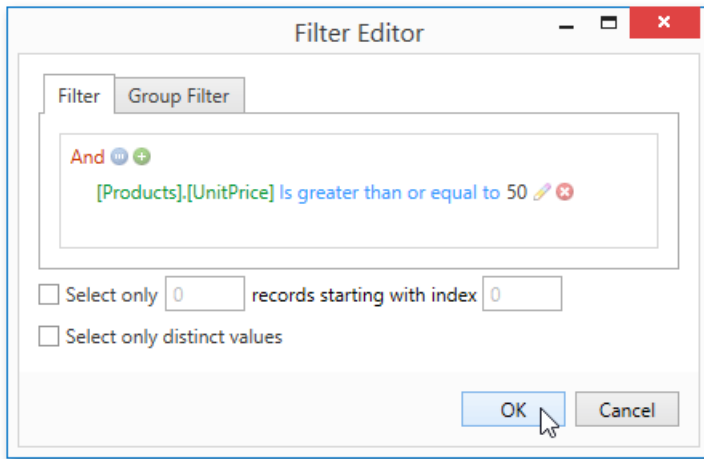 Filter Editor
Filter Group Filter
And
[Products].[UnitPrice] Is greater than or equal to 50
Select only 0 records starting with index 0
Select only distinct values
OK Cancel